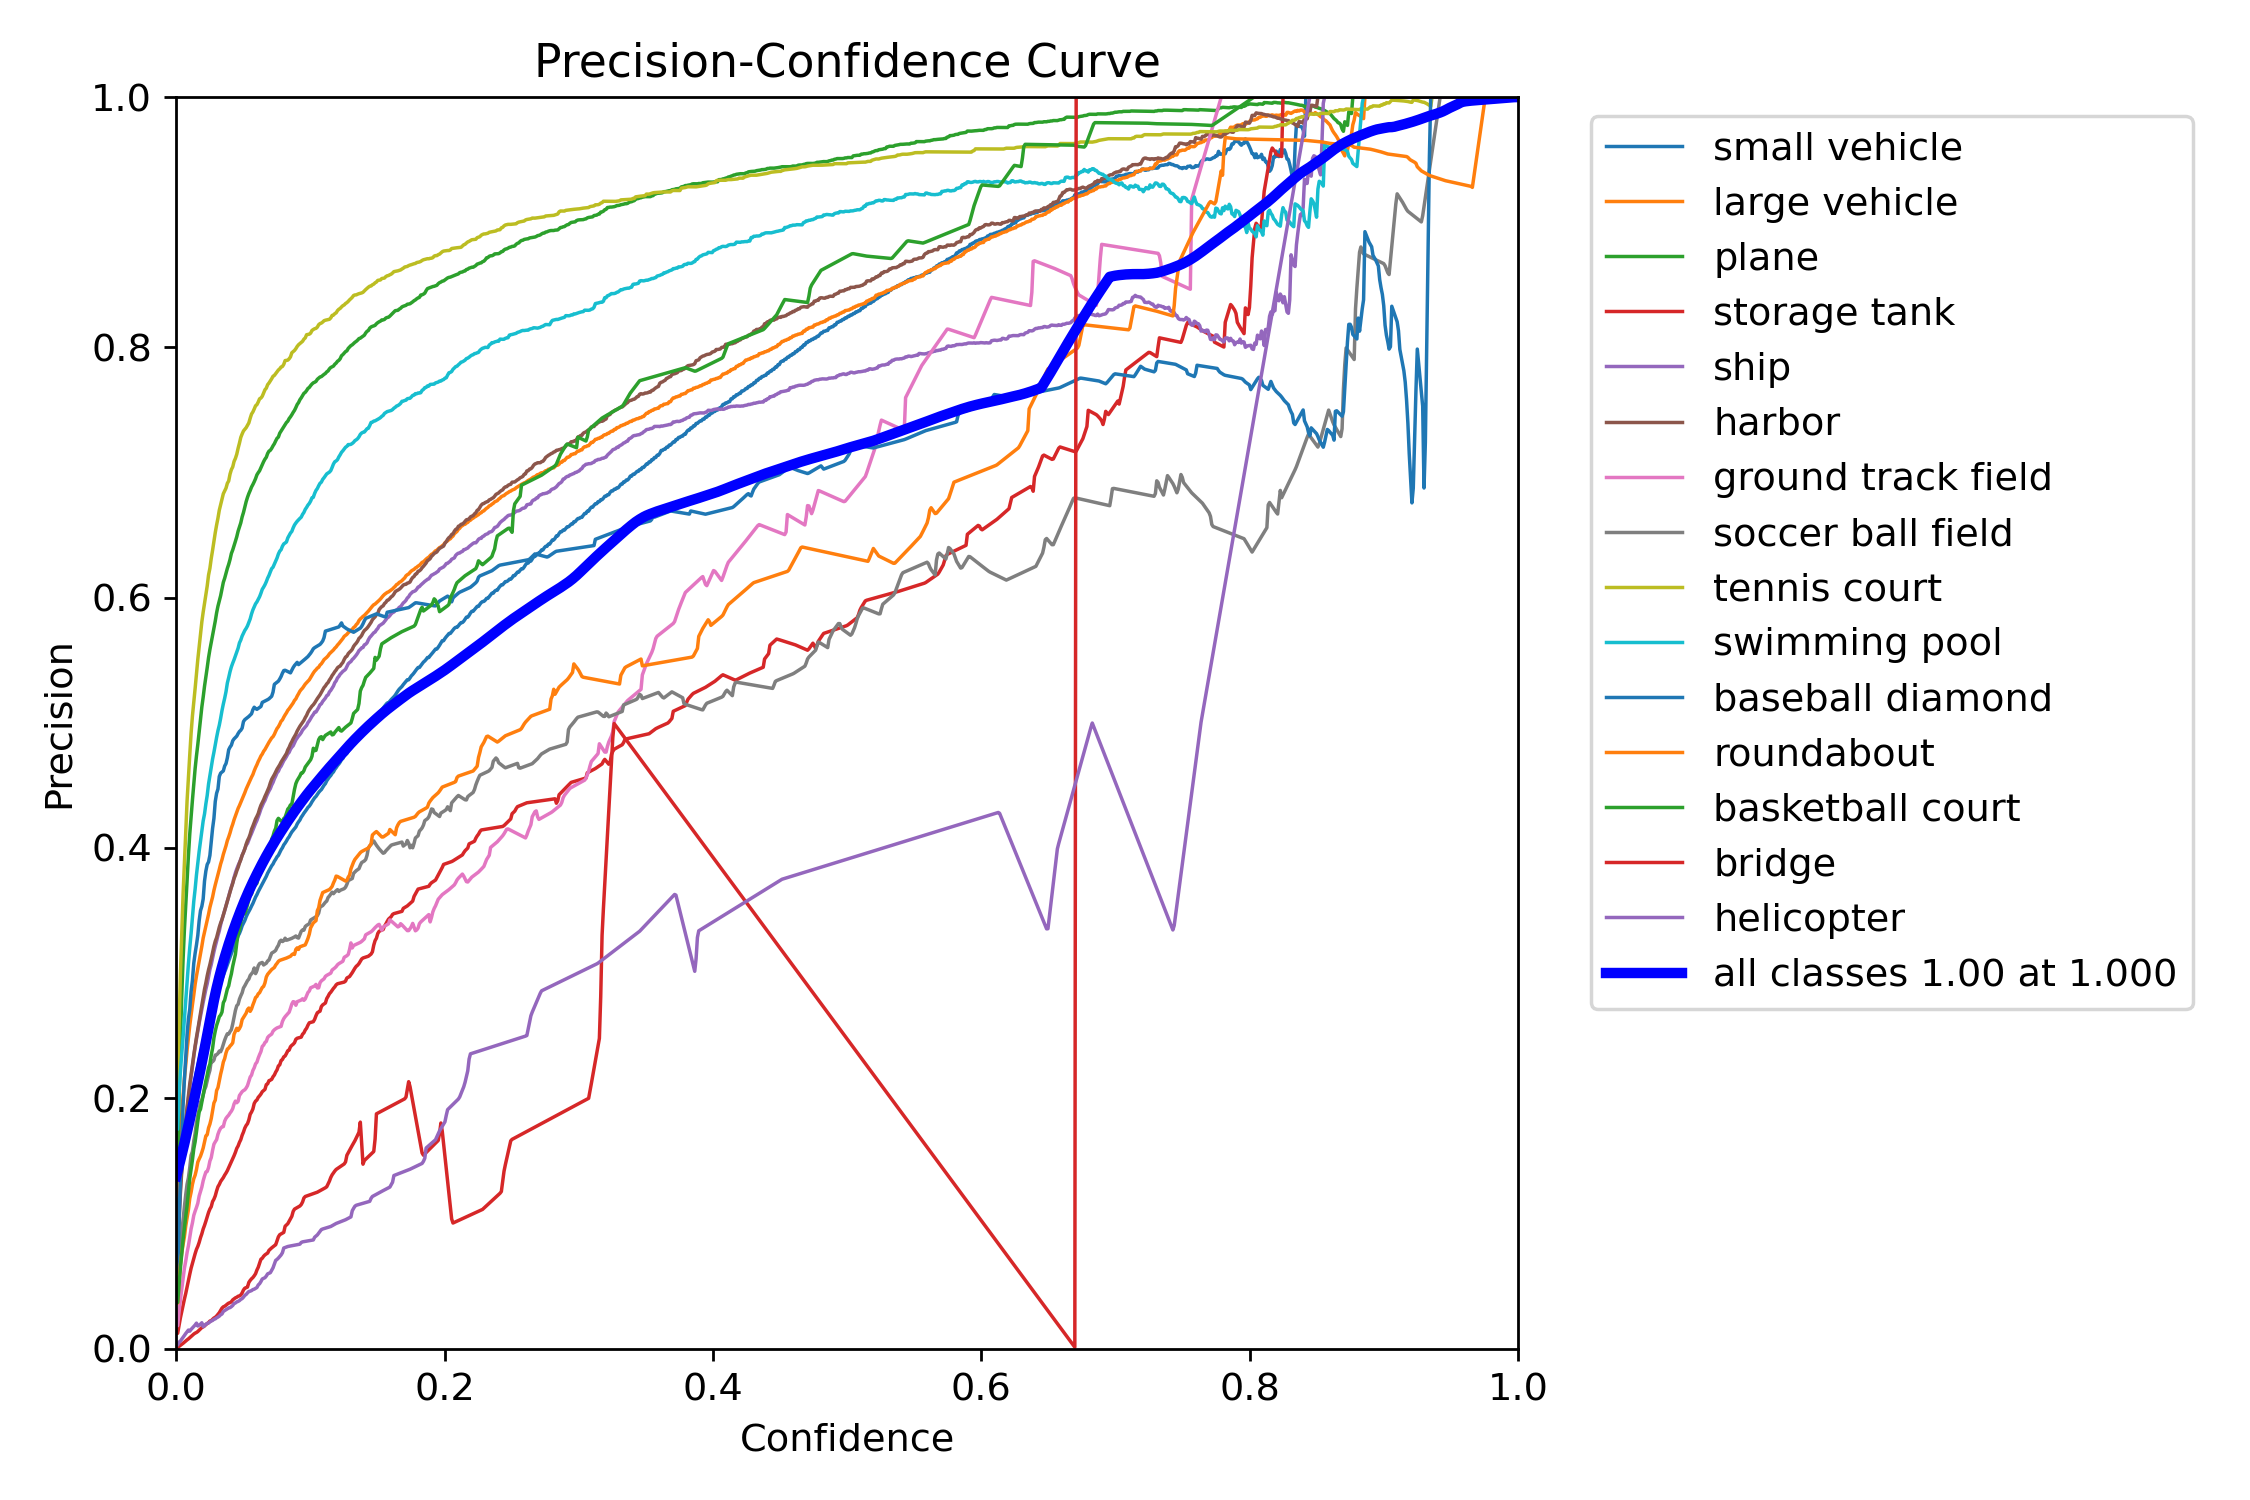 Precision-Confidence Curve
1.0
0.8
0.6
0.4
0.2
0.0
Precision
0.0 0.2 0.4 0.6 0.8 1.0
Confidence
small vehicle
large vehicle
plane
storage tank
ship
harbor
ground track field
soccer ball field
tennis court
swimming pool
baseball diamond
roundabout
basketball court
bridge
helicopter
all classes 1.00 at 1.000